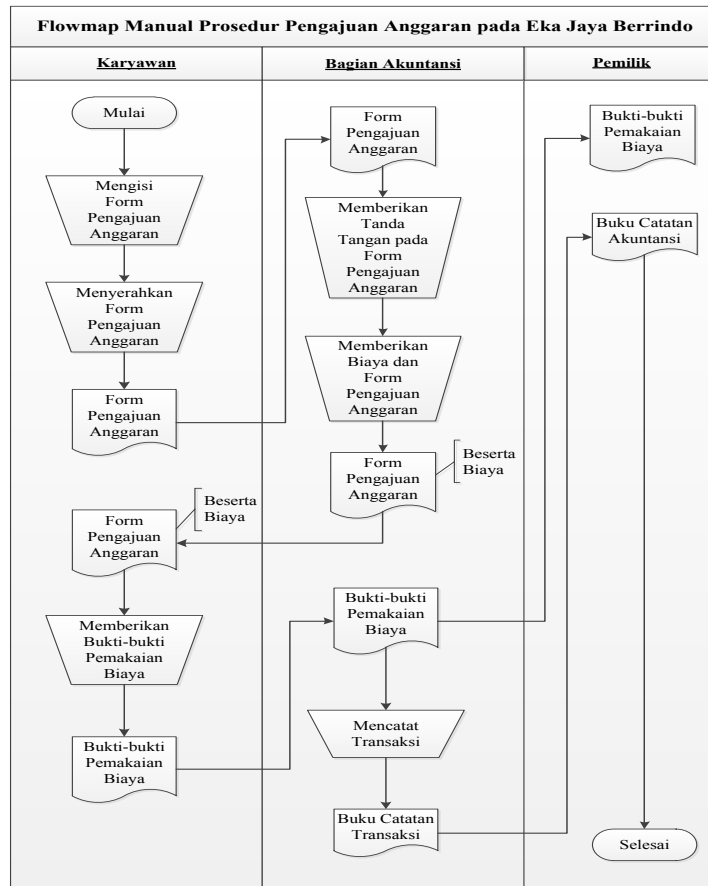 Flowmap Manual Prosedur Pengajuan Anggaran pada Eka Jaya Berrindo
Karyawan
Bagian Akuntansi
Pemilik
Mulai
Mengisi
Form
Pengajuan
Anggaran
Menyerahkan
Form
Pengajuan
Anggaran
Form
Pengajuan
Anggaran
Form
Pengajuan
Anggaran
Memberikan
Tanda
Tangan pada
Form
Pengajuan
Anggaran
Memberikan
Biaya dan
Form
Pengajuan
Anggaran
Form
Pengajuan
Anggaran
Beserta
Biaya
Form
Pengajuan
Anggaran
Beserta
Biaya
Memberikan
Bukti-bukti
Pemakaian
Biaya
Bukti-bukti
Pemakaian
Biaya
Bukti-bukti
Pemakaian
Biaya
Mencatat
Transaksi
Buku Catatan
Transaksi
Bukti-bukti
Pemakaian
Biaya
Buku Catatan
Akuntansi
Selesai